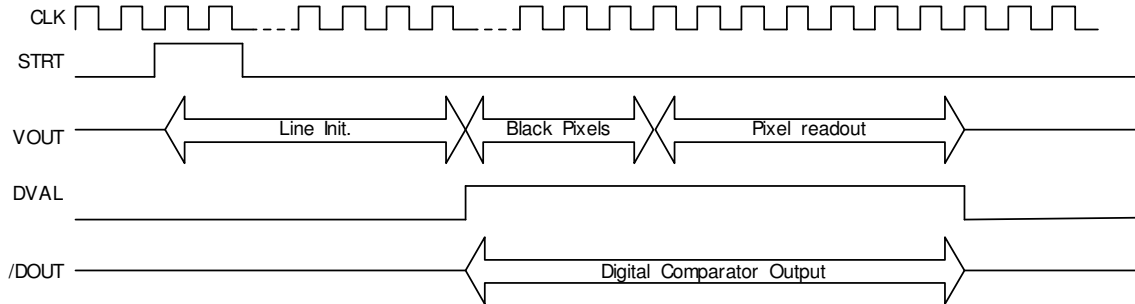 CLK
STRT
VOUT Line Init. Black Pixels Pixel readout
DVAL
/DOUT Digital Comparator Output